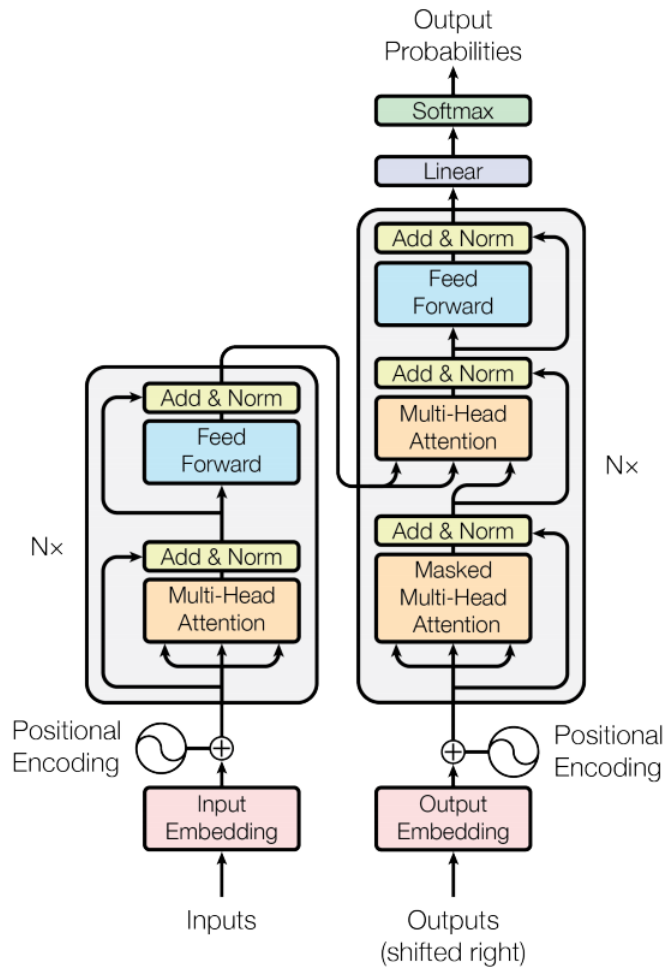 Output
Probabilities
Softmax
Linear
Add & Norm
Feed
Forward
Add & Norm
Multi-Head
Attention
Nx
Add & Norm
Masked
Multi-Head
Attention
Add & Norm
Feed
Forward
N×
Add & Norm
Multi-Head
Attention
Positional
Encoding
Positional
Encoding
Input
Embedding
Output
Embedding
Inputs
Outputs
(shifted right)